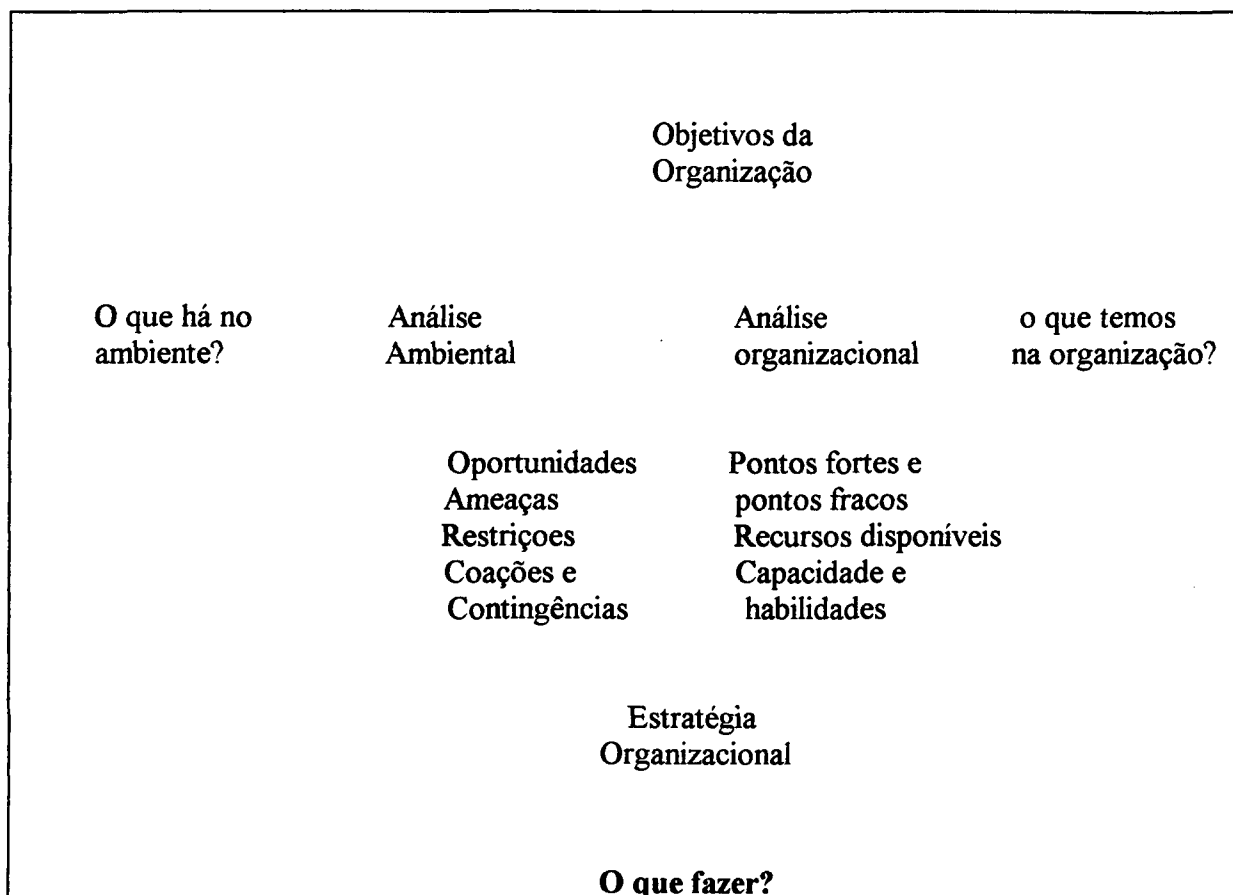 Objetivos da
Organização
O que há no
ambiente?
Análise
Ambiental
Análise
organizacional
o que temos
na organização?
Oportunidades
Ameaças
Restriçoes
Coações e
Contingências
Pontos fortes e
pontos fracos
Recursos disponíveis
Capacidade e
habilidades
Estratégia
Organizacional
O que fazer?